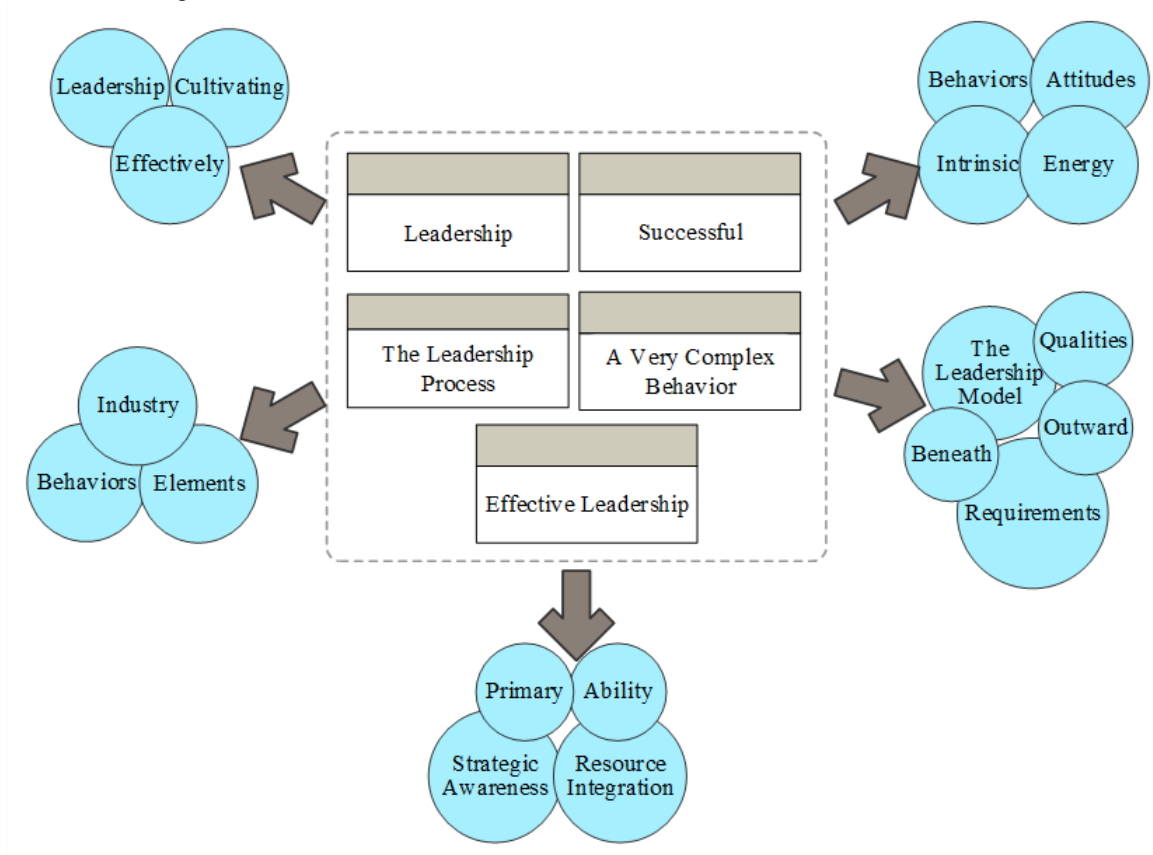 Leadership
Cultivating
Effectively
Behaviors
Attitudes
Intrinsic
Energy
Leadership
Successful
The Leadership
Process
A Very Complex
Behavior
Effective Leadership
Industry
Behaviors
Elements
The
Leadership
Model
Qualities
Outward
Beneath
Requirements
Primary
Ability
Strategic
Awareness
Resource
Integration